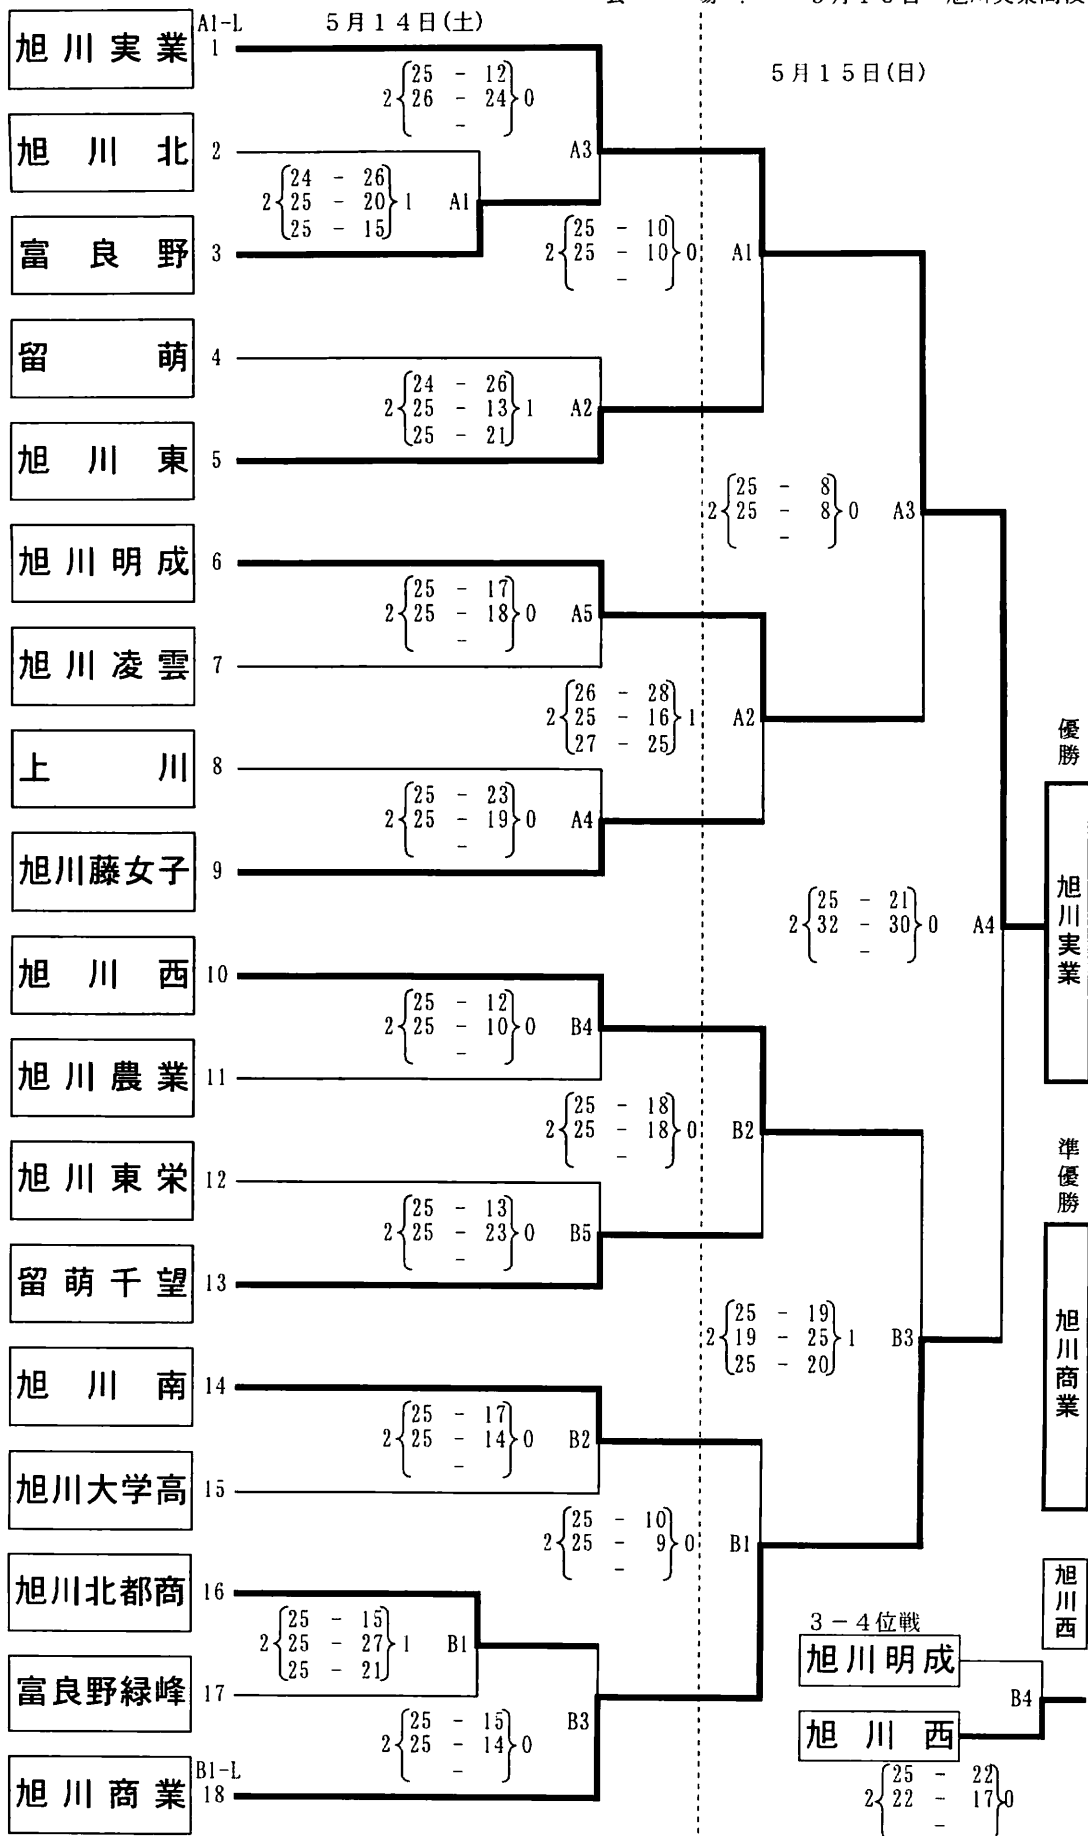 5月14日(土)
5月15日(日)
A1-L
旭川実業 1
2 25 - 12 0
26 - 24
-
A3
旭川北 2
2 24 - 26 1
25 - 20
25 - 15
A1
富良野 3
2 25 - 10 0
25 - 10
-
A1
留萌 4
2 24 - 26 1
25 - 13
25 - 21
A2
旭川東 5
2 25 - 8 0
25 - 8
-
A3
旭川明成 6
2 25 - 17 0
25 - 18
-
A5
旭川凌雲 7
2 26 - 28 1
25 - 16
27 - 25
A2
上川 8
2 25 - 23 0
25 - 19
-
A4
旭川藤女子 9
優勝
旭川実業
2 25 - 21 0
32 - 30
-
A4
旭川西 10
2 25 - 12 0
25 - 10
-
B4
旭川農業 11
2 25 - 18 0
25 - 18
-
B2
旭川東栄 12
2 25 - 13 0
25 - 23
-
B5
留萌千望 13
準優勝
旭川商業
2 25 - 19 1
19 - 25
25 - 20
B3
旭川南 14
2 25 - 17 0
25 - 14
-
B2
旭川大学高 15
2 25 - 10 0
25 - 9
-
B1
旭川北都商 16
2 25 - 15 1
25 - 27
25 - 21
B1
富良野緑峰 17
2 25 - 15 0
25 - 14
-
B3
B1-L
旭川商業 18
旭川西
3-4位戦
旭川明成
B4
旭川西
2 25 - 22 0
22 - 17
-